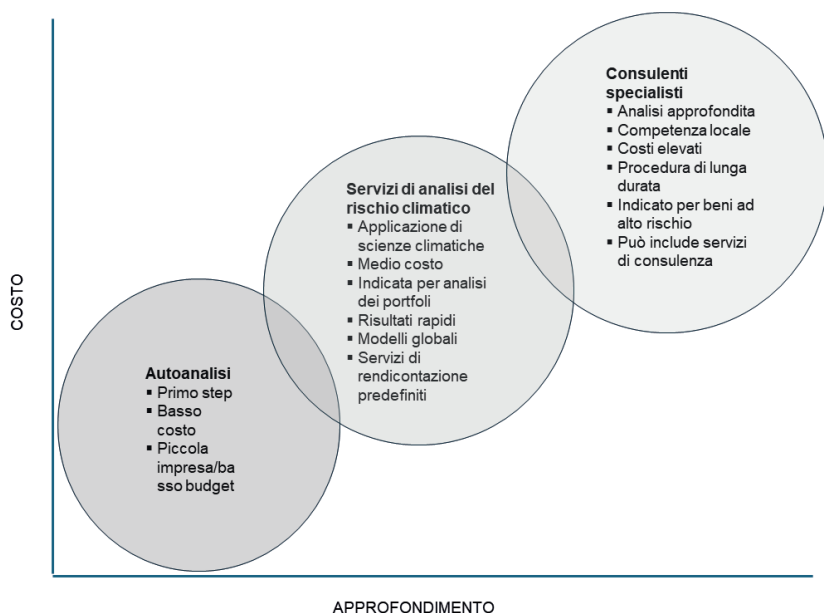 Consulenti
specialisti
▪ Analisi approfondita
▪ Competenza locale
▪ Costi elevati
▪ Procedura di lunga
durata
▪ Indicato per beni ad
alto rischio
▪ Può include servizi
di consulenza
Servizi di analisi del
rischio climatico
▪ Applicazione di
scienze climatiche
▪ Medio costo
▪ Indicata per analisi
dei portfoli
▪ Risultati rapidi
▪ Modelli globali
▪ Servizi di
rendicontazione
predefiniti
Autoanalisi
▪ Primo step
▪ Basso
costo
▪ Piccola
impresa/ba
sso budget
COSTO
APPROFONDIMENTO